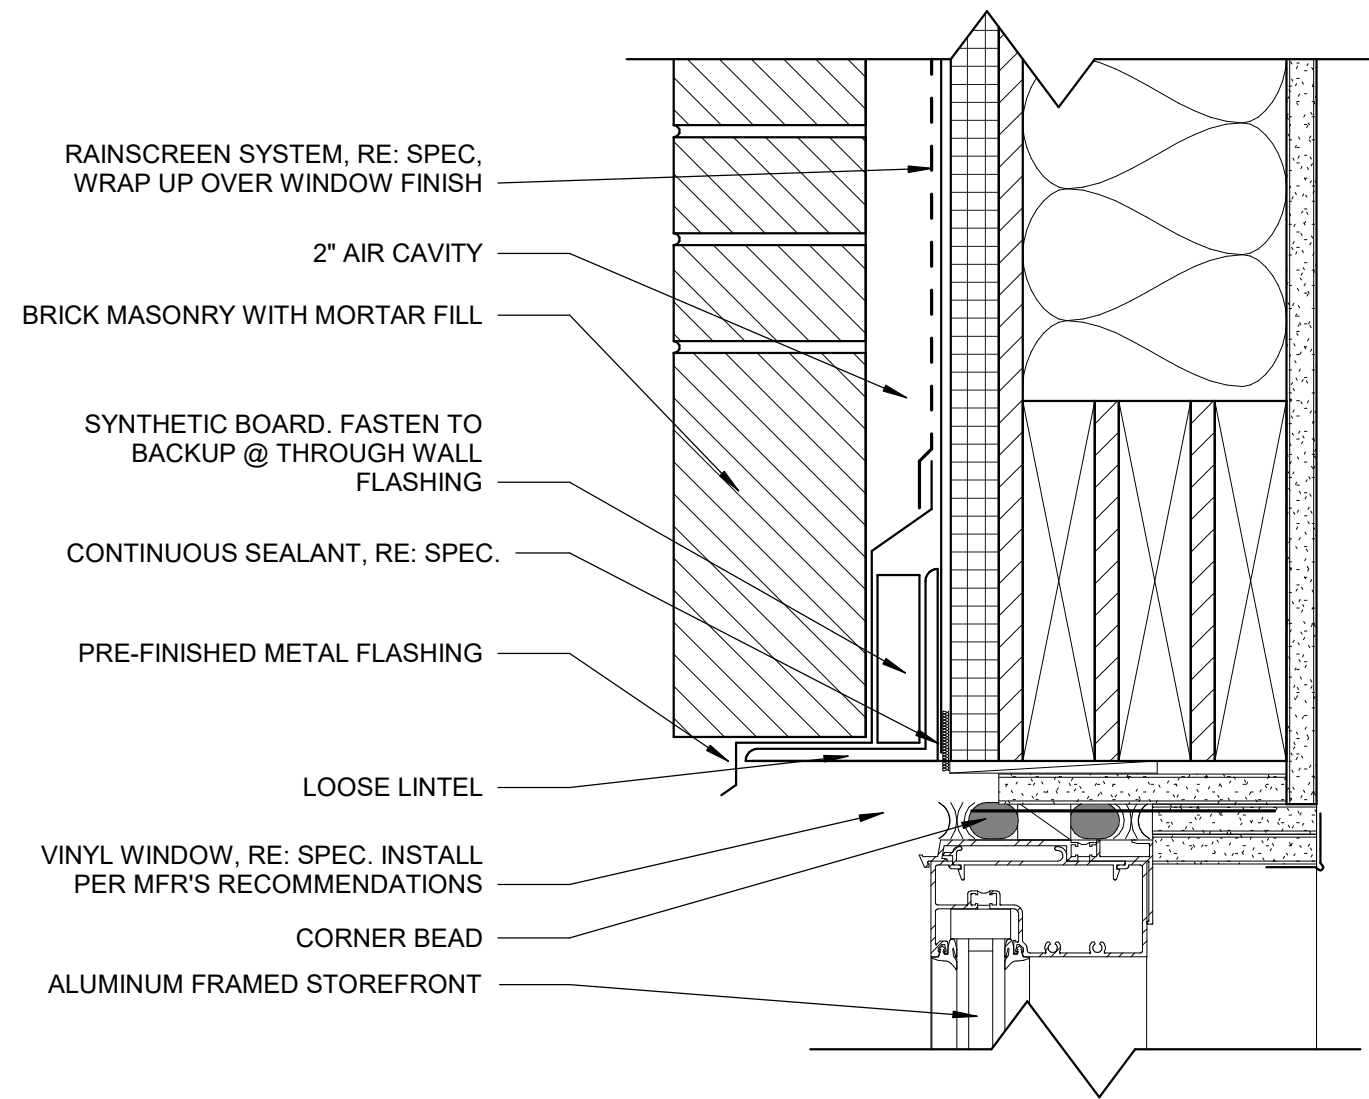 RAINSCREEN SYSTEM, RE: SPEC,
WRAP UP OVER WINDOW FINISH
2" AIR CAVITY
BRICK MASONRY WITH MORTAR FILL
SYNTHETIC BOARD. FASTEN TO
BACKUP @ THROUGH WALL
FLASHING
CONTINUOUS SEALANT, RE: SPEC.
PRE-FINISHED METAL FLASHING
LOOSE LINTEL
VINYL WINDOW, RE: SPEC. INSTALL
PER MFR'S RECOMMENDATIONS
CORNER BEAD
ALUMINUM FRAMED STOREFRONT